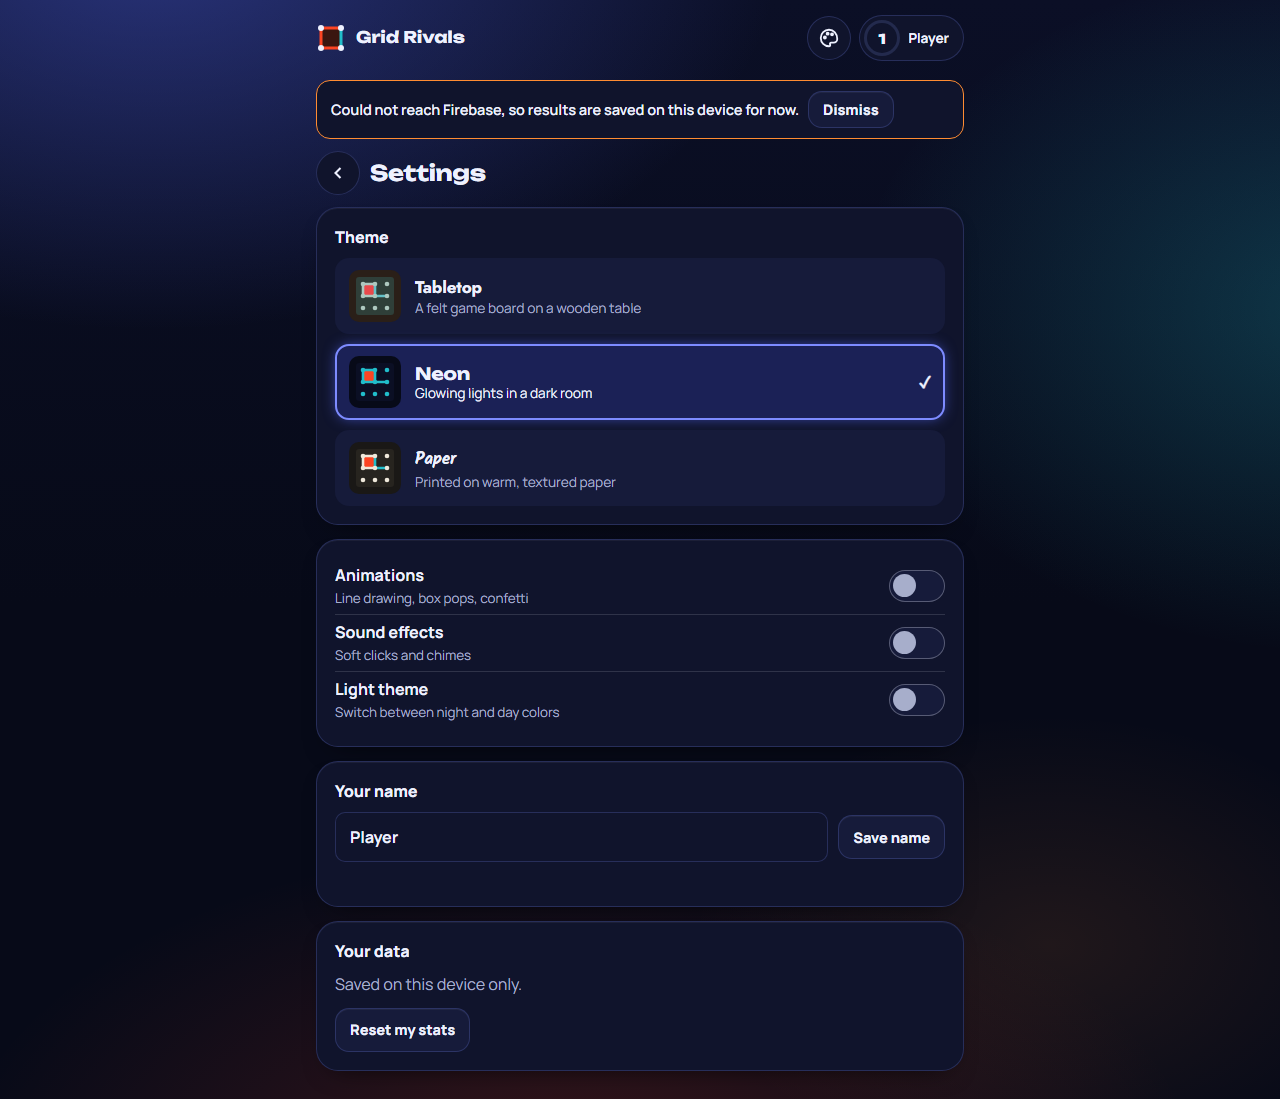 Grid Rivals
1 Player
Could not reach Firebase, so results are saved on this device for now. Dismiss
Settings
Theme
Tabletop
A felt game board on a wooden table
Neon
Glowing lights in a dark room
Paper
Printed on warm, textured paper
Animations
Line drawing, box pops, confetti
Sound effects
Soft clicks and chimes
Light theme
Switch between night and day colors
Your name
Player Save name
Your data
Saved on this device only.
Reset my stats